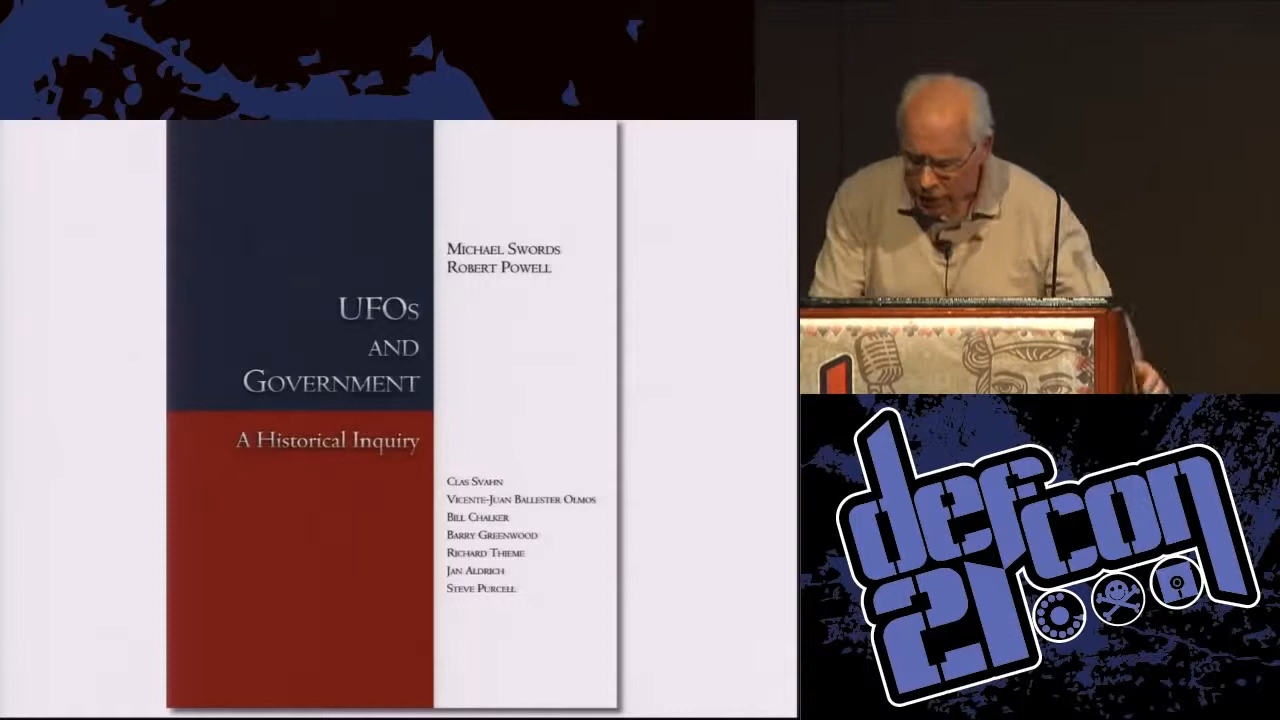 UFOs
AND
GOVERNMENT
A Historical Inquiry
MICHAEL SWORDS
ROBERT POWELL
CLAS SVAHN
VICENTE-JUAN BALLESTER OLMOS
BILL CHALKER
BARRY GREENWOOD
RICHARD THIEME
JAN ALDRICH
STEVE PURCELL
defcon
21